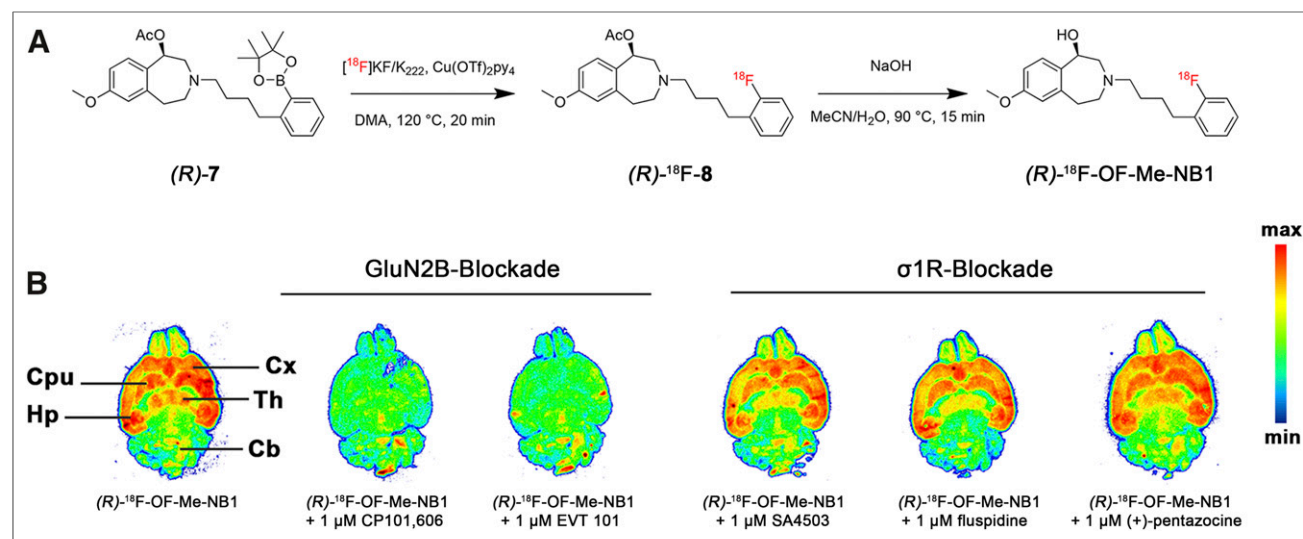 A
AcO
O
N
O
O
B
[18F]KF/K222, Cu(OTf)2py4
DMA, 120 °C, 20 min
AcO
O
N
18F
NaOH
MeCN/H2O, 90 °C, 15 min
HO
O
N
18F
(R)-7
(R)-18F-8
(R)-18F-OF-Me-NB1
B
GluN2B-Blockade
σ1R-Blockade
max
min
Cpu
Hp
Cx
Th
Cb
(R)-18F-OF-Me-NB1
(R)-18F-OF-Me-NB1
+ 1 µM CP101,606
(R)-18F-OF-Me-NB1
+ 1 µM EVT 101
(R)-18F-OF-Me-NB1
+ 1 µM SA4503
(R)-18F-OF-Me-NB1
+ 1 µM fluspidine
(R)-18F-OF-Me-NB1
+ 1 µM (+)-pentazocine